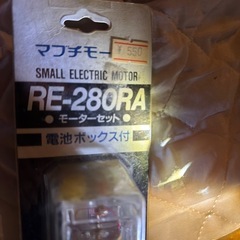 マブチモー
¥ 550
SMALL ELECTRIC MOTOR
RE-280RA
● モーターセット ●
電池ボックス付